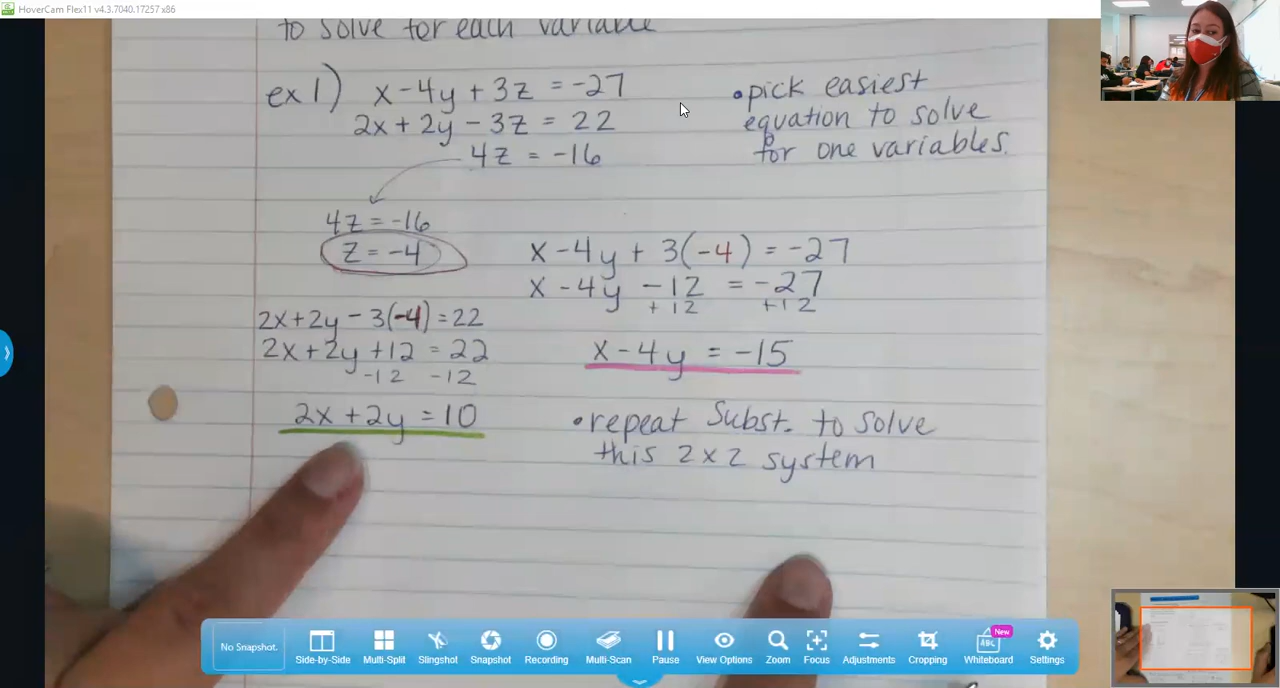 HoverCam Flex11 v4.3.7040.17257 x86
to solve for each variable
ex 1) x - 4y + 3z = -27
2x + 2y - 3z = 22
4z = -16
• pick easiest
equation to solve
for one variables.
4z = -16
z = -4
x - 4y + 3(-4) = -27
x - 4y - 12 = -27
+12 +12
x - 4y = -15
2x + 2y - 3(-4) = 22
2x + 2y + 12 = 22
-12 -12
2x + 2y = 10
• repeat Subst. to solve
this 2x2 system
No Snapshot.
Side-by-Side
Multi-Split
Slingshot
Snapshot
Recording
Multi-Scan
Pause
View Options
Zoom
Focus
Adjustments
Cropping
New
ABC
Whiteboard
Settings